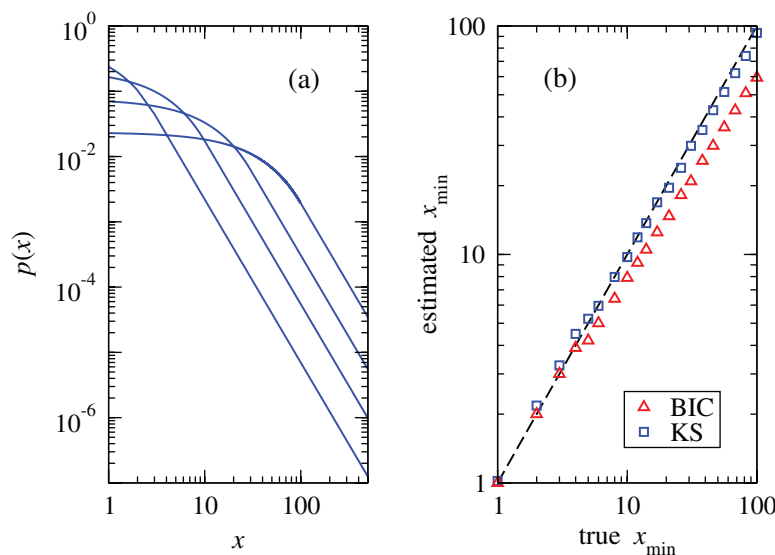 10^0
10^-2
10^-4
10^-6
p(x)
(a)
1 10 100
x
100
10
1
estimated x_min
(b)
BIC
KS
1 10 100
true x_min